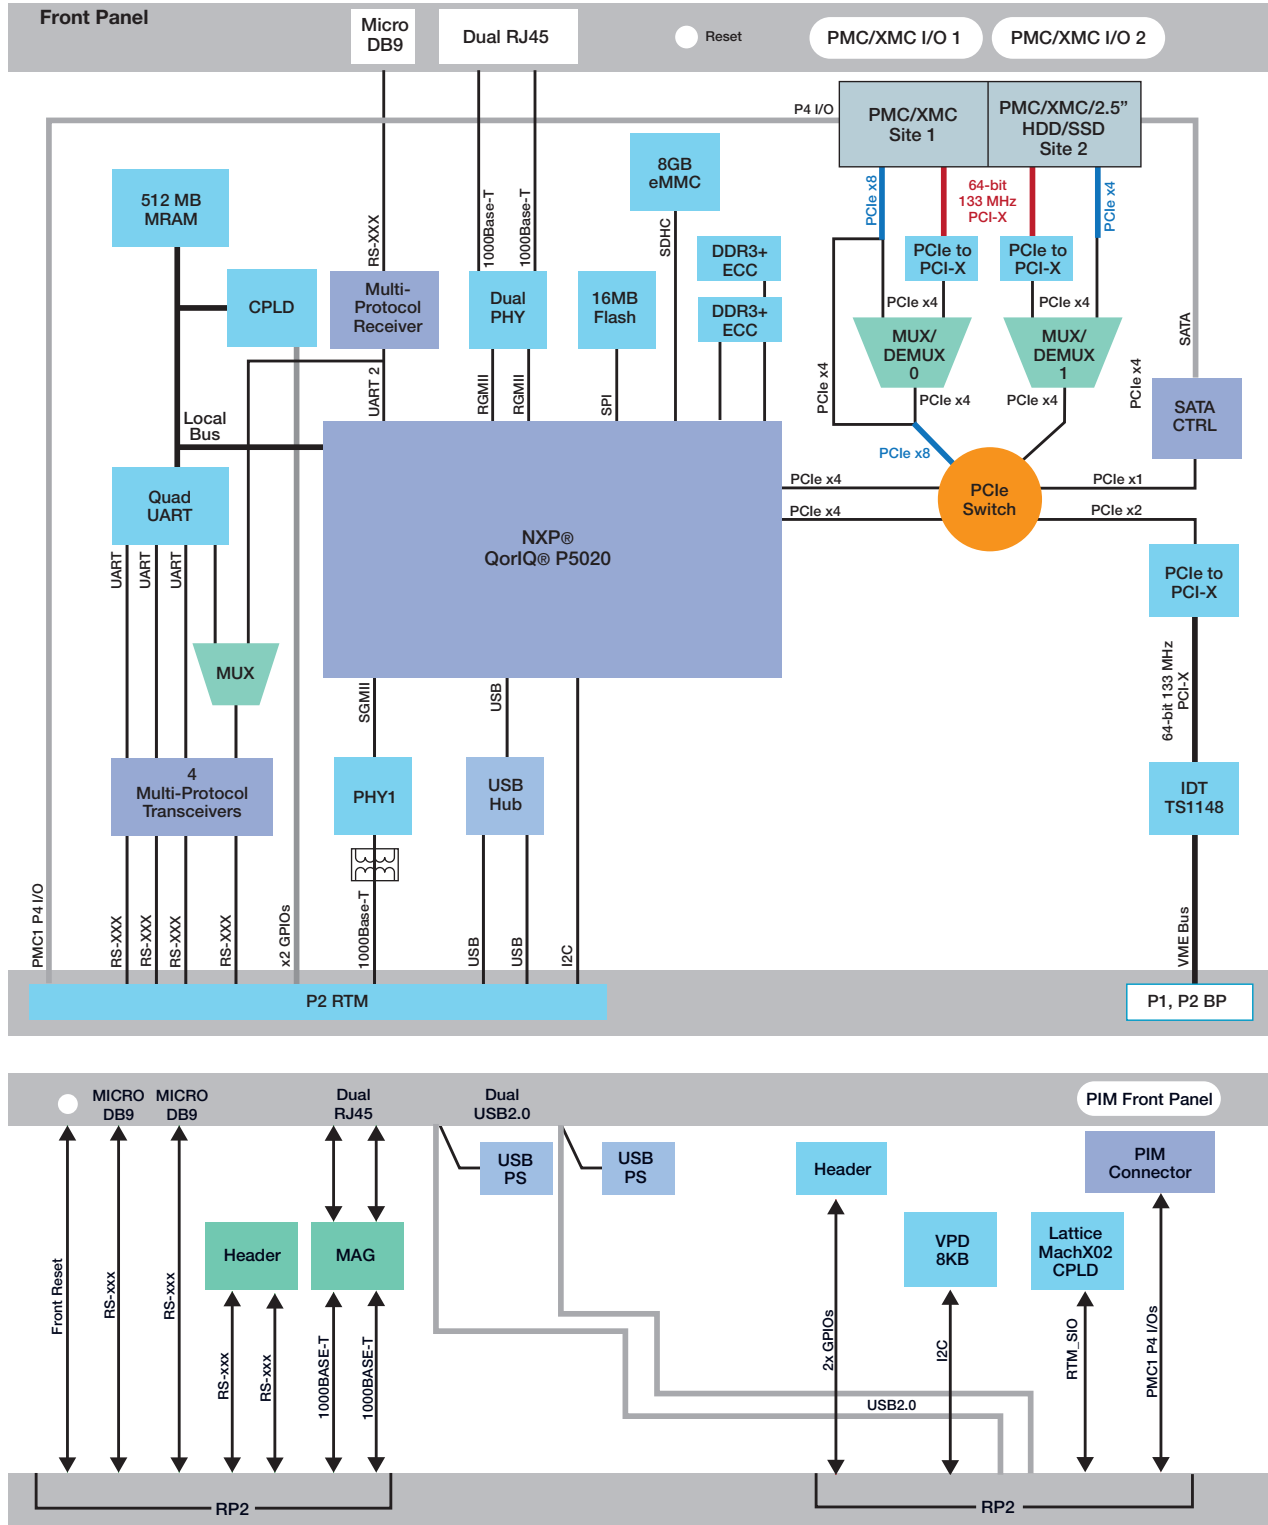 Front Panel
Micro
DB9
Dual RJ45
Reset
PMC/XMC I/O 1
PMC/XMC I/O 2
P4 I/O
PMC/XMC
Site 1
PMC/XMC/2.5”
HDD/SSD
Site 2
8GB
eMMC
512 MB
MRAM
PCIe x8
64-bit
133 MHz
PCI-X
PCIe x4
RS-XXX
1000Base-T
1000Base-T
SDHC
DDR3+
ECC
PCIe to
PCI-X
PCIe to
PCI-X
CPLD
Multi-
Protocol
Receiver
Dual
PHY
16MB
Flash
DDR3+
ECC
PCIe x4
PCIe x4
MUX/
DEMUX
0
MUX/
DEMUX
1
SATA
PCIe x4
PCIe x4
UART 2
RGMII
RGMII
SPI
PCIe x4
PCIe x4
SATA
CTRL
Local
Bus
PCIe x8
PCIe x4
PCIe x4
PCIe
Switch
PCIe x1
PCIe x2
Quad
UART
NXP®
QorIQ® P5020
UART
UART
UART
PCIe to
PCI-X
MUX
SGMII
USB
64-bit 133 MHz
PCI-X
4
Multi-Protocol
Transceivers
PHY1
USB
Hub
IDT
TS1148
PMC1 P4 I/O
RS-XXX
RS-XXX
RS-XXX
RS-XXX
x2 GPIOs
1000Base-T
USB
USB
I2C
VME Bus
P2 RTM
P1, P2 BP
MICRO
DB9
MICRO
DB9
Dual
RJ45
Dual
USB2.0
PIM Front Panel
USB
PS
USB
PS
Header
PIM
Connector
Header
MAG
VPD
8KB
Lattice
MachX02
CPLD
Front Reset
RS-xxx
RS-xxx
RS-xxx
RS-xxx
1000BASE-T
1000BASE-T
2x GPIOs
I2C
RTM_SIO
PMC1 P4 I/Os
USB2.0
RP2
RP2